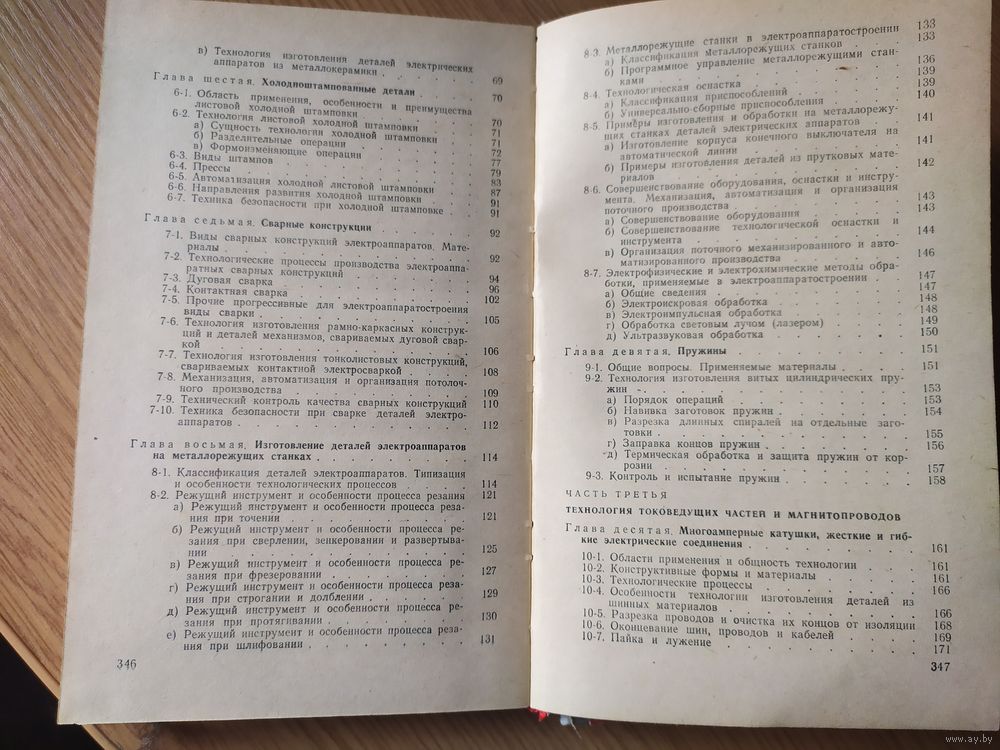 в) Технология изготовления деталей электрических
аппаратов из металлокерамики . . . . . . . 69
Глава шестая. Холодноштампованные детали . . . . 70
6-1. Область применения, особенности и преимущества
листовой холодной штамповки . . . . . . 70
6-2. Технология листовой холодной штамповки . . . 71
а) Сущность технологии холодной штамповки . . 71
б) Разделительные операции . . . . . . . 72
в) Формоизменяющие операции . . . . . . 77
6-3. Виды штампов . . . . . . . . . . 79
6-4. Прессы . . . . . . . . . . . . 83
6-5. Автоматизация холодной листовой штамповки . . 87
6-6. Направления развития холодной штамповки . . . 91
6-7. Техника безопасности при холодной штамповке . . 91
Глава седьмая. Сварные конструкции . . . . . . 92
7-1. Виды сварных конструкций электроаппаратов. Мате-
риалы . . . . . . . . . . . . 92
7-2. Технологические процессы производства электроаппа-
ратных сварных конструкций . . . . . . 94
7-3. Дуговая сварка . . . . . . . . . 96
7-4. Контактная сварка . . . . . . . . 102
7-5. Прочие прогрессивные для электроаппаратостроения
виды сварки . . . . . . . . . . 105
7-6. Технология изготовления рамно-каркасных конструк-
ций и деталей механизмов, свариваемых дуговой свар-
кой . . . . . . . . . . . . 106
7-7. Технология изготовления тонколистовых конструкций,
свариваемых контактной электросваркой . . . . 108
7-8. Механизация, автоматизация и организация поточ-
ного производства . . . . . . . . . 109
7-9. Технический контроль качества сварных конструкций 110
7-10. Техника безопасности при сварке деталей электро-
аппаратов . . . . . . . . . . . 112
Глава восьмая. Изготовление деталей электроаппаратов
на металлорежущих станках . . . . . . . . 114
8-1. Классификация деталей электроаппаратов. Типизация
и особенности технологических процессов . . . . 114
8-2. Режущий инструмент и особенности процесса резания 121
а) Режущий инструмент и особенности процесса реза-
ния при точении . . . . . . . . . 121
б) Режущий инструмент и особенности процесса ре-
зания при сверлении, зенкеровании и развертыва-
нии . . . . . . . . . . . . 125
в) Режущий инструмент и особенности процесса ре-
зания при фрезеровании . . . . . . . 127
г) Режущий инструмент и особенности процесса реза-
ния при строгании и долблении . . . . . . 129
д) Режущий инструмент и особенности процесса ре-
зания при протягивании . . . . . . . 130
е) Режущий инструмент и особенности процесса реза-
ния при шлифовании . . . . . . . . 131
346
133
8-3. Металлорежущие станки в электроаппаратостроении 133
а) Классификация металлорежущих станков . . .
б) Программное управление металлорежущими стан-
ками . . . . . . . . . . . . 136
8-4. Технологическая оснастка . . . . . . . 139
а) Классификация приспособлений . . . . . 139
б) Универсально-сборные приспособления . . . 140
8-5. Примеры изготовления и обработки на металлорежу-
щих станках деталей электрических аппаратов . . 141
а) Изготовление корпуса конечного выключателя на
автоматической линии . . . . . . . . 141
б) Примеры изготовления деталей из прутковых мате-
риалов . . . . . . . . . . . 142
8-6. Совершенствование оборудования, оснастки и инстру-
мента. Механизация, автоматизация и организация
поточного производства . . . . . . . . 143
а) Совершенствование оборудования . . . . . 143
б) Совершенствование технологической оснастки и
инструмента . . . . . . . . . . 144
в) Организация поточного механизированного и авто-
матизированного производства . . . . . . 146
8-7. Электрофизические и электрохимические методы обра-
ботки, применяемые в электроаппаратостроении . . 147
а) Общие сведения . . . . . . . . . 147
б) Электроискровая обработка . . . . . . 148
в) Электроимпульсная обработка . . . . . . 148
г) Обработка световым лучом (лазером) . . . . 149
д) Ультразвуковая обработка . . . . . . . 150
Глава девятая. Пружины . . . . . . . . . 151
9-1. Общие вопросы. Применяемые материалы . . . . 151
9-2. Технология изготовления витых цилиндрических пру-
жин . . . . . . . . . . . . 153
а) Порядок операций . . . . . . . . 153
б) Навивка заготовок пружин . . . . . . 154
в) Разрезка длинных спиралей на отдельные заго-
товки . . . . . . . . . . . 155
г) Заправка концов пружин . . . . . . . 156
д) Термическая обработка и защита пружин от кор-
розии . . . . . . . . . . . 157
9-3. Контроль и испытание пружин . . . . . . 158
ЧАСТЬ ТРЕТЬЯ
ТЕХНОЛОГИЯ ТОКОВЕДУЩИХ ЧАСТЕЙ И МАГНИТОПРОВОДОВ
Глава десятая. Многоамперные катушки, жесткие и гиб-
кие электрические соединения . . . . . . . . 161
10-1. Области применения и общность технологии . . . 161
10-2. Конструктивные формы и материалы . . . . . 161
10-3. Технологические процессы . . . . . . . 166
10-4. Особенности технологии изготовления деталей из
шинных материалов . . . . . . . . . 166
10-5. Разрезка проводов и очистка их концов от изоляции 168
10-6. Оконцевание шин, проводов и кабелей . . . . 169
10-7. Пайка и лужение . . . . . . . . . 171
347
www.ay.by